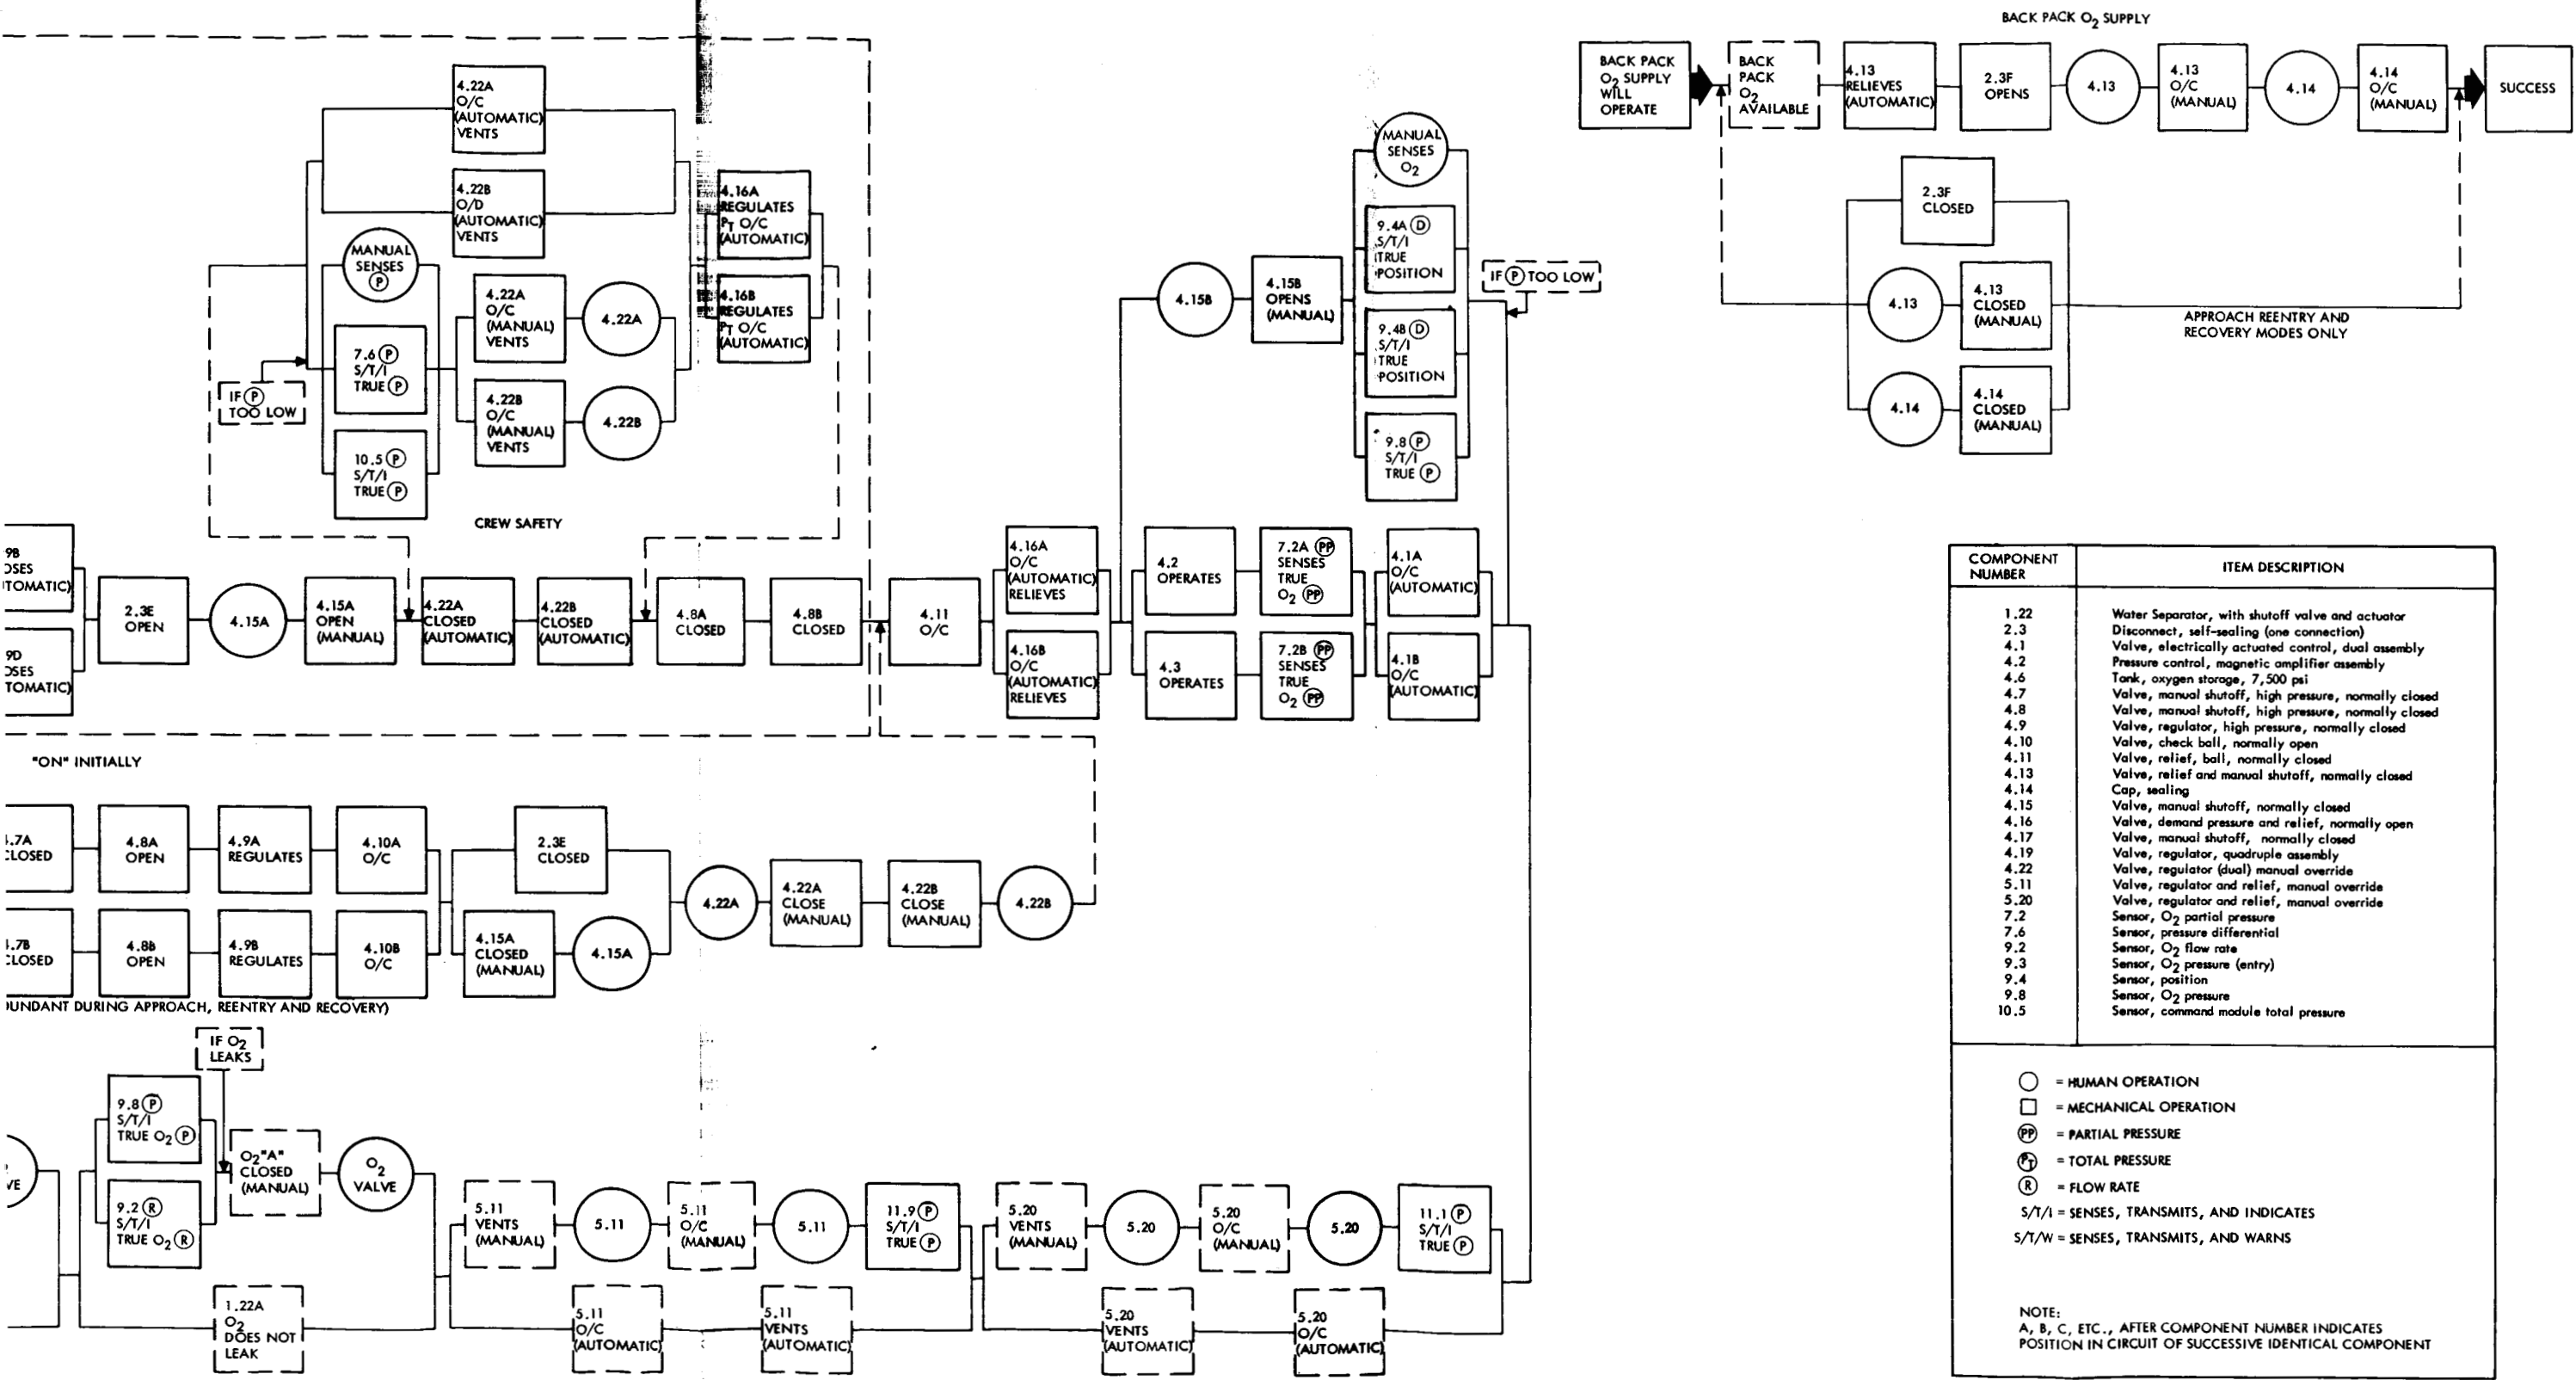 BACK PACK O2 SUPPLY
BACK PACK
O2 SUPPLY
WILL
OPERATE
BACK
PACK
O2
AVAILABLE
4.13
RELIEVES
(AUTOMATIC)
2.3F
OPENS
4.13
4.13
O/C
(MANUAL)
4.14
4.14
O/C
(MANUAL)
SUCCESS
2.3F
CLOSED
4.13
4.13
CLOSED
(MANUAL)
4.14
4.14
CLOSED
(MANUAL)
APPROACH REENTRY AND
RECOVERY MODES ONLY
4.22A
O/C
(AUTOMATIC)
VENTS
4.22B
O/D
(AUTOMATIC)
VENTS
MANUAL
SENSES
P
7.6 P
S/T/I
TRUE P
10.5 P
S/T/I
TRUE P
IF P
TOO LOW
4.22A
O/C
(MANUAL)
VENTS
4.22A
4.22B
O/C
(MANUAL)
VENTS
4.22B
4.16A
REGULATES
PT O/C
(AUTOMATIC)
4.16B
REGULATES
PT O/C
(AUTOMATIC)
CREW SAFETY
MANUAL
SENSES
O2
9.4A D
S/T/I
TRUE
POSITION
9.4B D
S/T/I
TRUE
POSITION
9.8 P
S/T/I
TRUE P
IF P TOO LOW
4.15B
4.15B
OPENS
(MANUAL)
9B
OSES
TOMATIC)
9D
OSES
TOMATIC)
2.3E
OPEN
4.15A
4.15A
OPEN
(MANUAL)
4.22A
CLOSED
(AUTOMATIC)
4.22B
CLOSED
(AUTOMATIC)
4.8A
CLOSED
4.8B
CLOSED
4.11
O/C
4.16A
O/C
(AUTOMATIC)
RELIEVES
4.16B
O/C
(AUTOMATIC)
RELIEVES
4.2
OPERATES
4.3
OPERATES
7.2A PP
SENSES
TRUE
O2 PP
7.2B PP
SENSES
TRUE
O2 PP
4.1A
O/C
(AUTOMATIC)
4.1B
O/C
(AUTOMATIC)
"ON" INITIALLY
.7A
CLOSED
4.8A
OPEN
4.9A
REGULATES
4.10A
O/C
.7B
CLOSED
4.8B
OPEN
4.9B
REGULATES
4.10B
O/C
2.3E
CLOSED
4.15A
CLOSED
(MANUAL)
4.15A
4.22A
4.22A
CLOSE
(MANUAL)
4.22B
CLOSE
(MANUAL)
4.22B
UNDANT DURING APPROACH, REENTRY AND RECOVERY)
IF O2
LEAKS
VE
9.8 P
S/T/I
TRUE O2 P
9.2 R
S/T/I
TRUE O2 R
O2 "A"
CLOSED
(MANUAL)
O2
VALVE
1.22A
O2
DOES NOT
LEAK
5.11
VENTS
(MANUAL)
5.11
5.11
O/C
(MANUAL)
5.11
11.9 P
S/T/I
TRUE P
5.11
O/C
(AUTOMATIC)
5.11
VENTS
(AUTOMATIC)
5.20
VENTS
(MANUAL)
5.20
5.20
O/C
(MANUAL)
5.20
11.1 P
S/T/I
TRUE P
5.20
VENTS
(AUTOMATIC)
5.20
O/C
(AUTOMATIC)
COMPONENT NUMBER ITEM DESCRIPTION
1.22 Water Separator, with shutoff valve and actuator
2.3 Disconnect, self-sealing (one connection)
4.1 Valve, electrically actuated control, dual assembly
4.2 Pressure control, magnetic amplifier assembly
4.6 Tank, oxygen storage, 7,500 psi
4.7 Valve, manual shutoff, high pressure, normally closed
4.8 Valve, manual shutoff, high pressure, normally closed
4.9 Valve, regulator, high pressure, normally closed
4.10 Valve, check ball, normally open
4.11 Valve, relief, ball, normally closed
4.13 Valve, relief and manual shutoff, normally closed
4.14 Cap, sealing
4.15 Valve, manual shutoff, normally closed
4.16 Valve, demand pressure and relief, normally open
4.17 Valve, manual shutoff, normally closed
4.19 Valve, regulator, quadruple assembly
4.22 Valve, regulator (dual) manual override
5.11 Valve, regulator and relief, manual override
5.20 Valve, regulator and relief, manual override
7.2 Sensor, O2 partial pressure
7.6 Sensor, pressure differential
9.2 Sensor, O2 flow rate
9.3 Sensor, O2 pressure (entry)
9.4 Sensor, position
9.8 Sensor, O2 pressure
10.5 Sensor, command module total pressure
= HUMAN OPERATION
= MECHANICAL OPERATION
PP = PARTIAL PRESSURE
PT = TOTAL PRESSURE
R = FLOW RATE
S/T/I = SENSES, TRANSMITS, AND INDICATES
S/T/W = SENSES, TRANSMITS, AND WARNS
NOTE:
A, B, C, ETC., AFTER COMPONENT NUMBER INDICATES
POSITION IN CIRCUIT OF SUCCESSIVE IDENTICAL COMPONENT